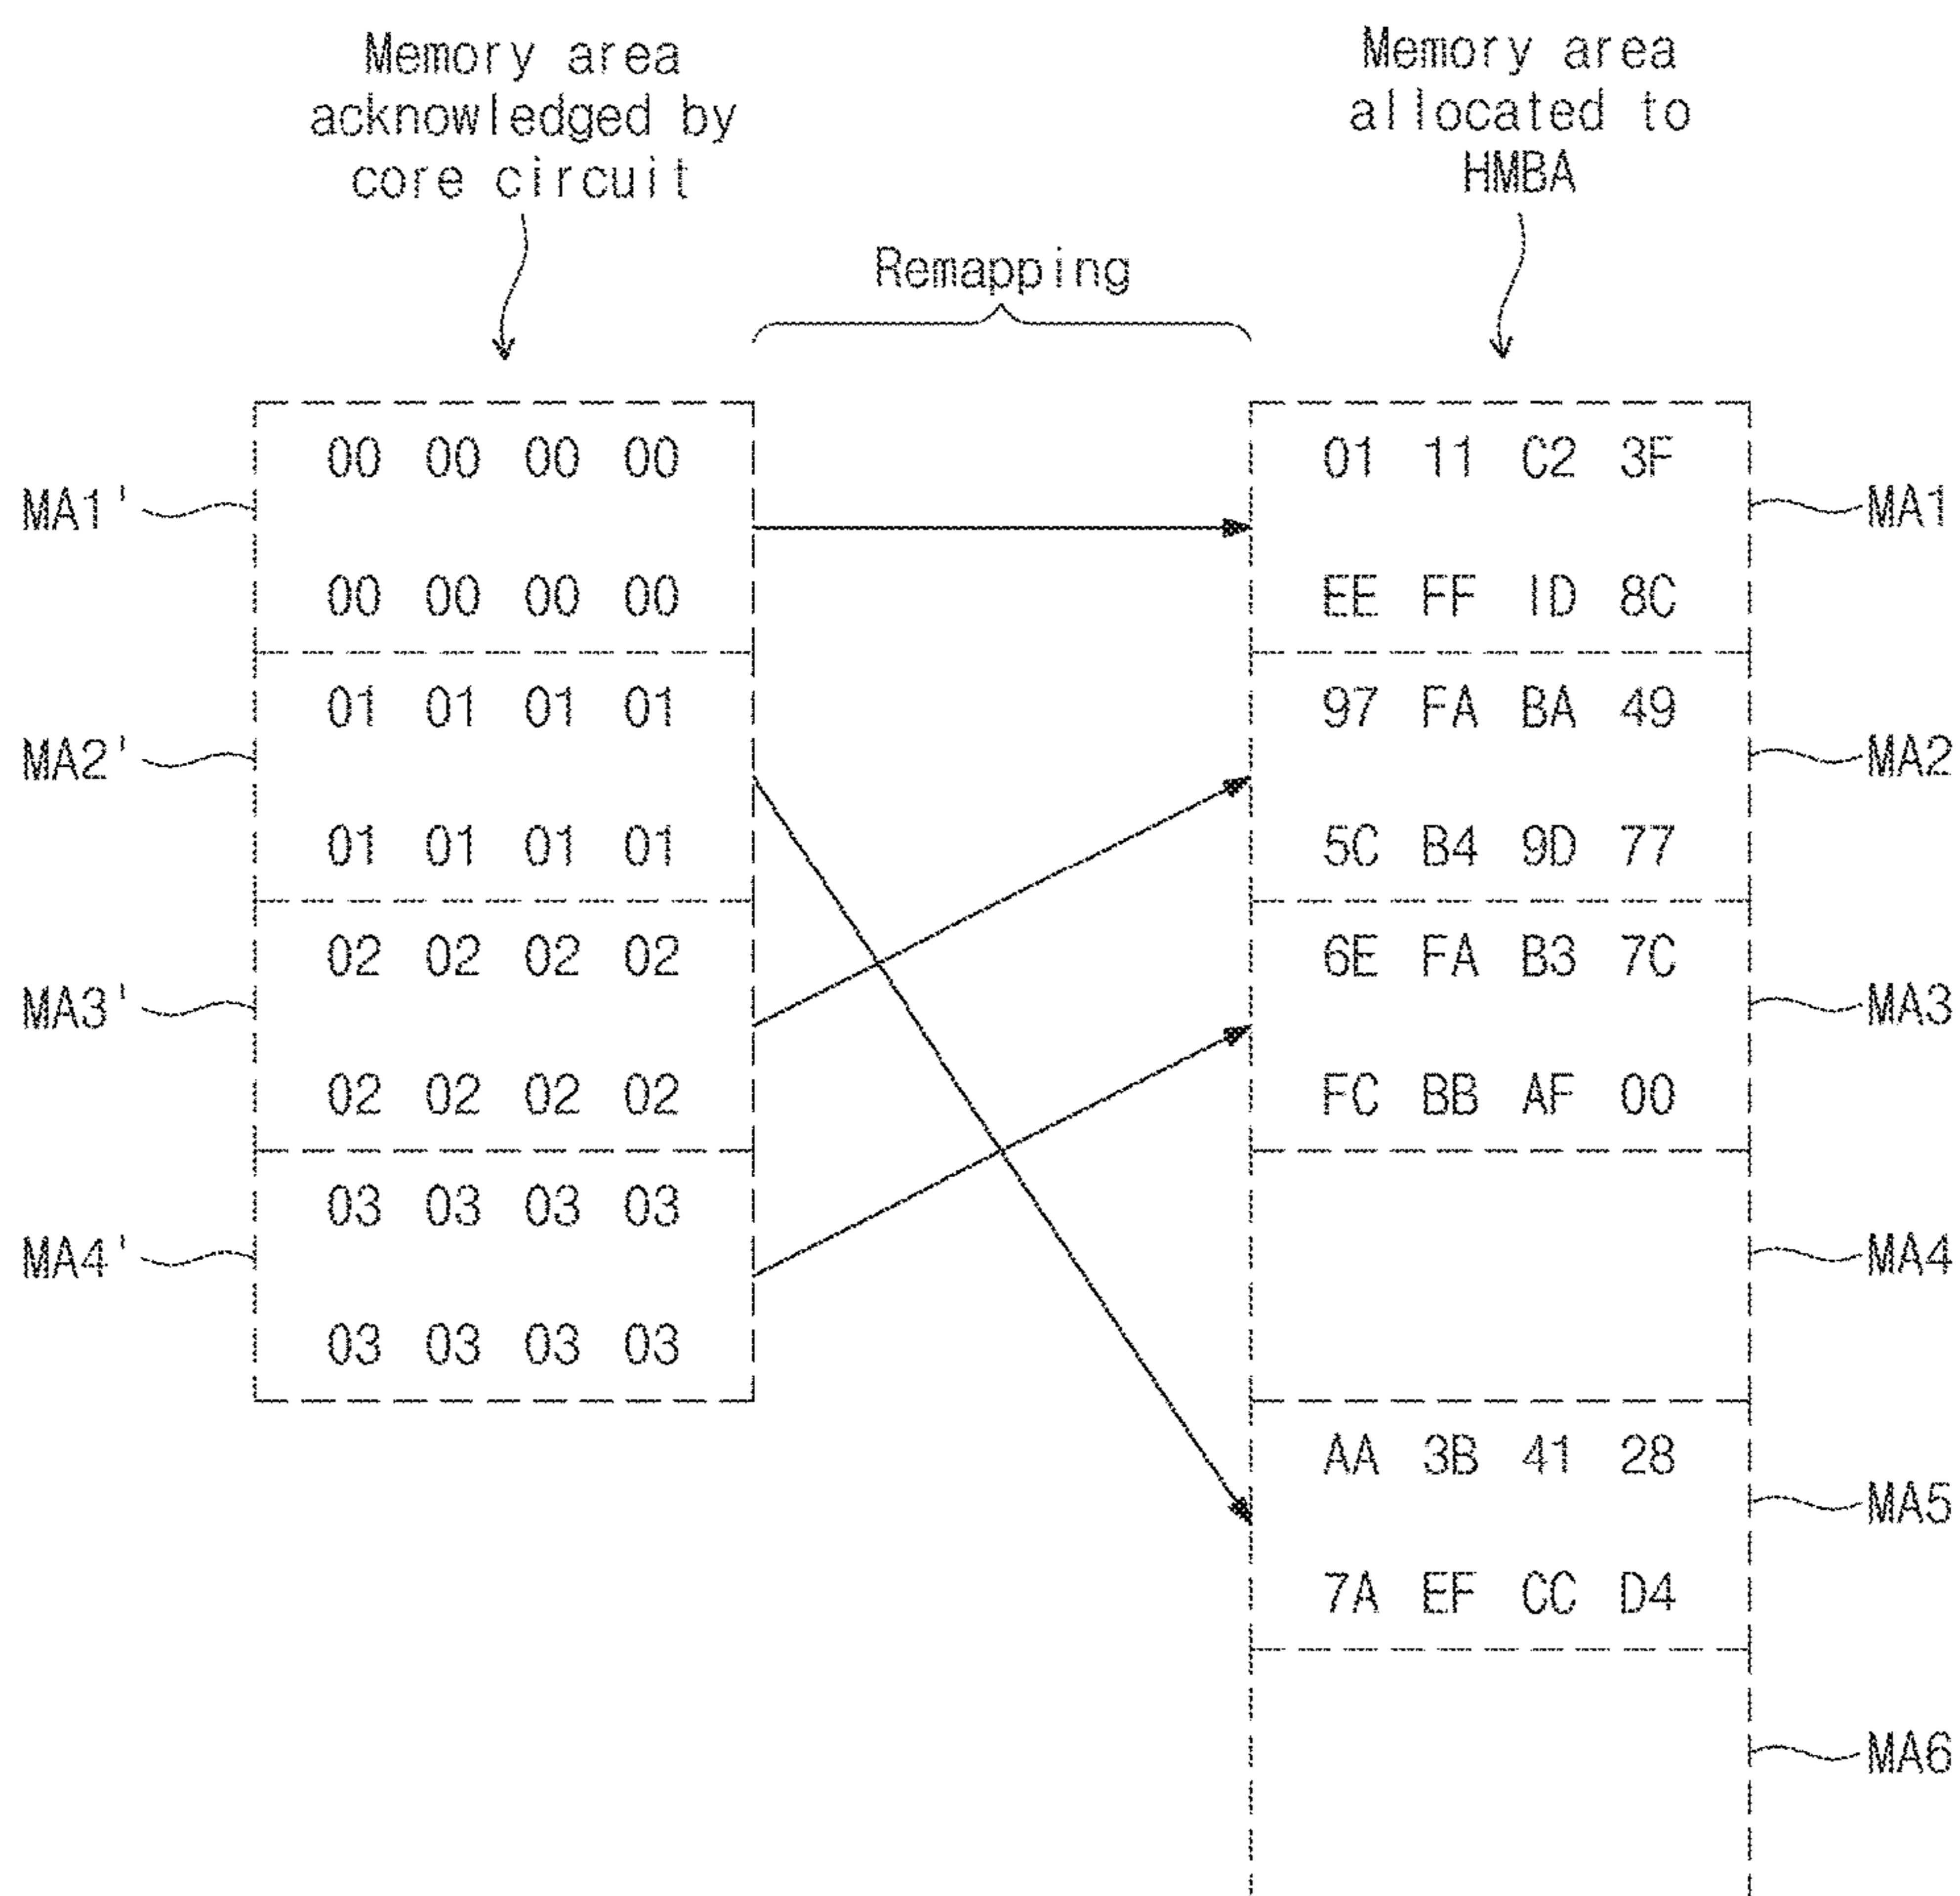 Memory area
acknowledged by
core circuit
Memory area
allocated to
HMBA
Remapping
MA1'
00 00 00 00
00 00 00 00
MA2'
01 01 01 01
01 01 01 01
MA3'
02 02 02 02
02 02 02 02
MA4'
03 03 03 03
03 03 03 03
01 11 C2 3F
EE FF 1D 8C
MA1
97 FA BA 49
5C B4 9D 77
MA2
6E FA B3 7C
FC BB AF 00
MA3
MA4
AA 3B 41 28
7A EF CC D4
MA5
MA6